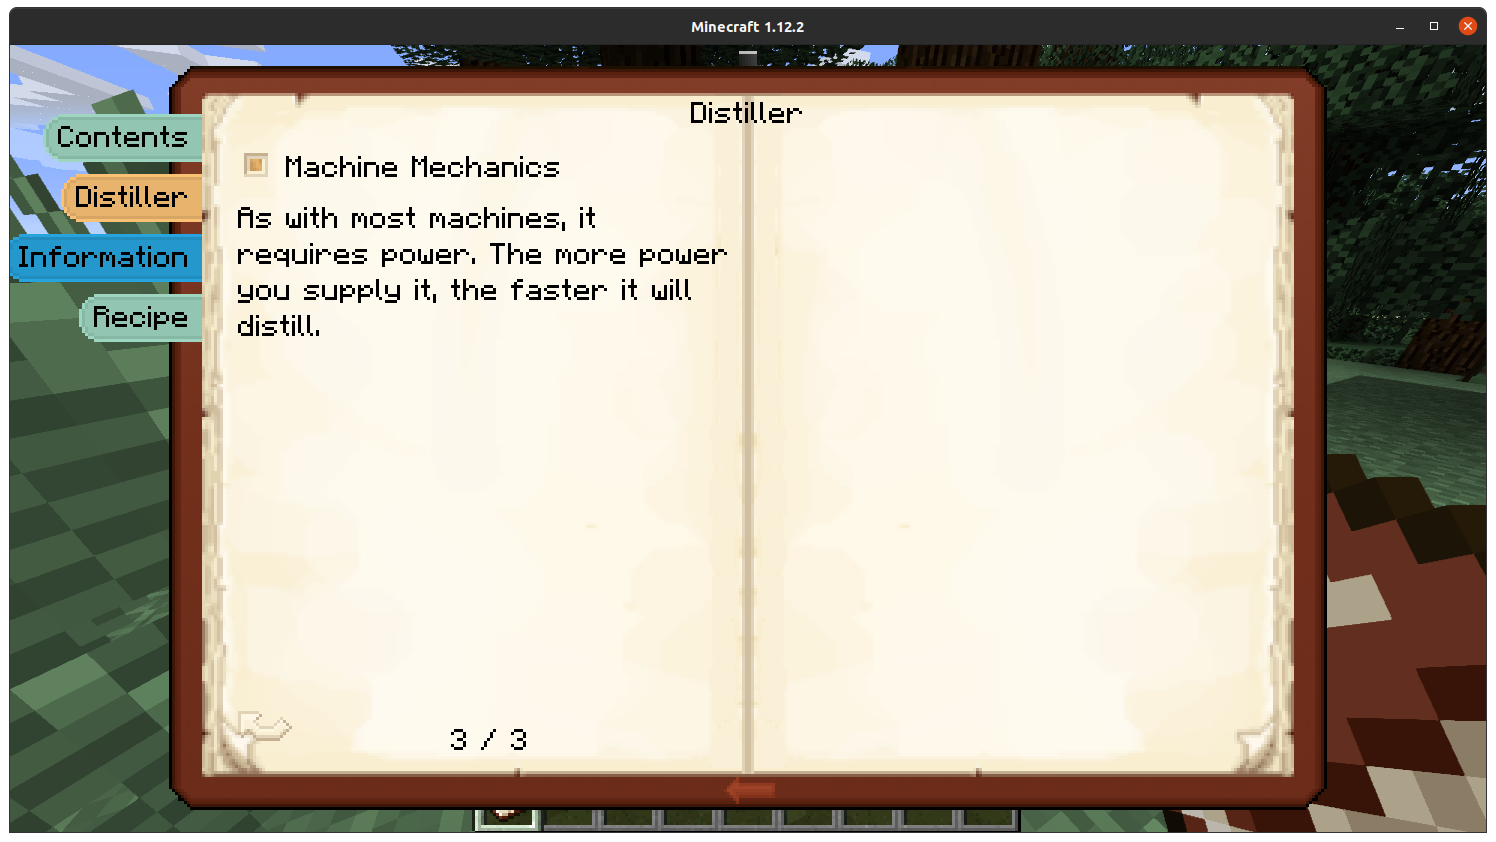 Minecraft 1.12.2
Distiller
Contents
Distiller
Information
Recipe
Machine Mechanics
As with most machines, it
requires power. The more power
you supply it, the faster it will
distill.
3 / 3